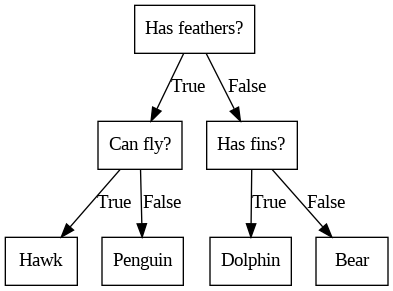 Has feathers?
True
False
Can fly?
Has fins?
True
False
True
False
Hawk
Penguin
Dolphin
Bear